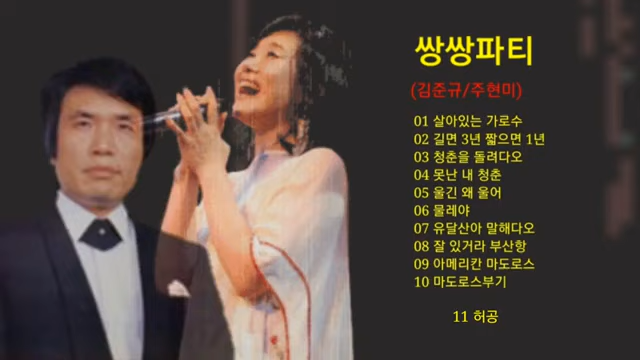 쌍쌍파티
(김준규/주현미)
01 살아있는 가로수
02 길면 3년 짧으면 1년
03 청춘을 돌려다오
04 못난 내 청춘
05 울긴 왜 울어
06 물레야
07 유달산아 말해다오
08 잘 있거라 부산항
09 아메리칸 마도로스
10 마도로스부기
11 허공